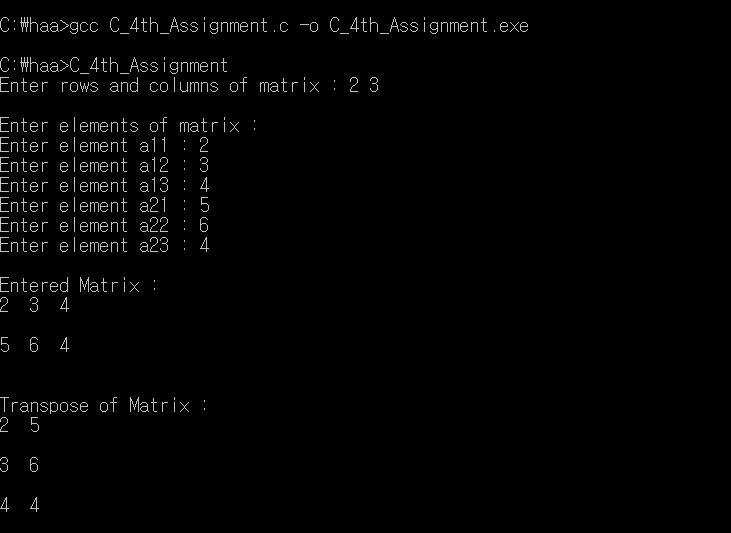 C:₩haa>gcc C_4th_Assignment.c -o C_4th_Assignment.exe
C:₩haa>C_4th_Assignment
Enter rows and columns of matrix : 2 3
Enter elements of matrix :
Enter element a11 : 2
Enter element a12 : 3
Enter element a13 : 4
Enter element a21 : 5
Enter element a22 : 6
Enter element a23 : 4
Entered Matrix :
2  3  4
5  6  4
Transpose of Matrix :
2  5
3  6
4  4